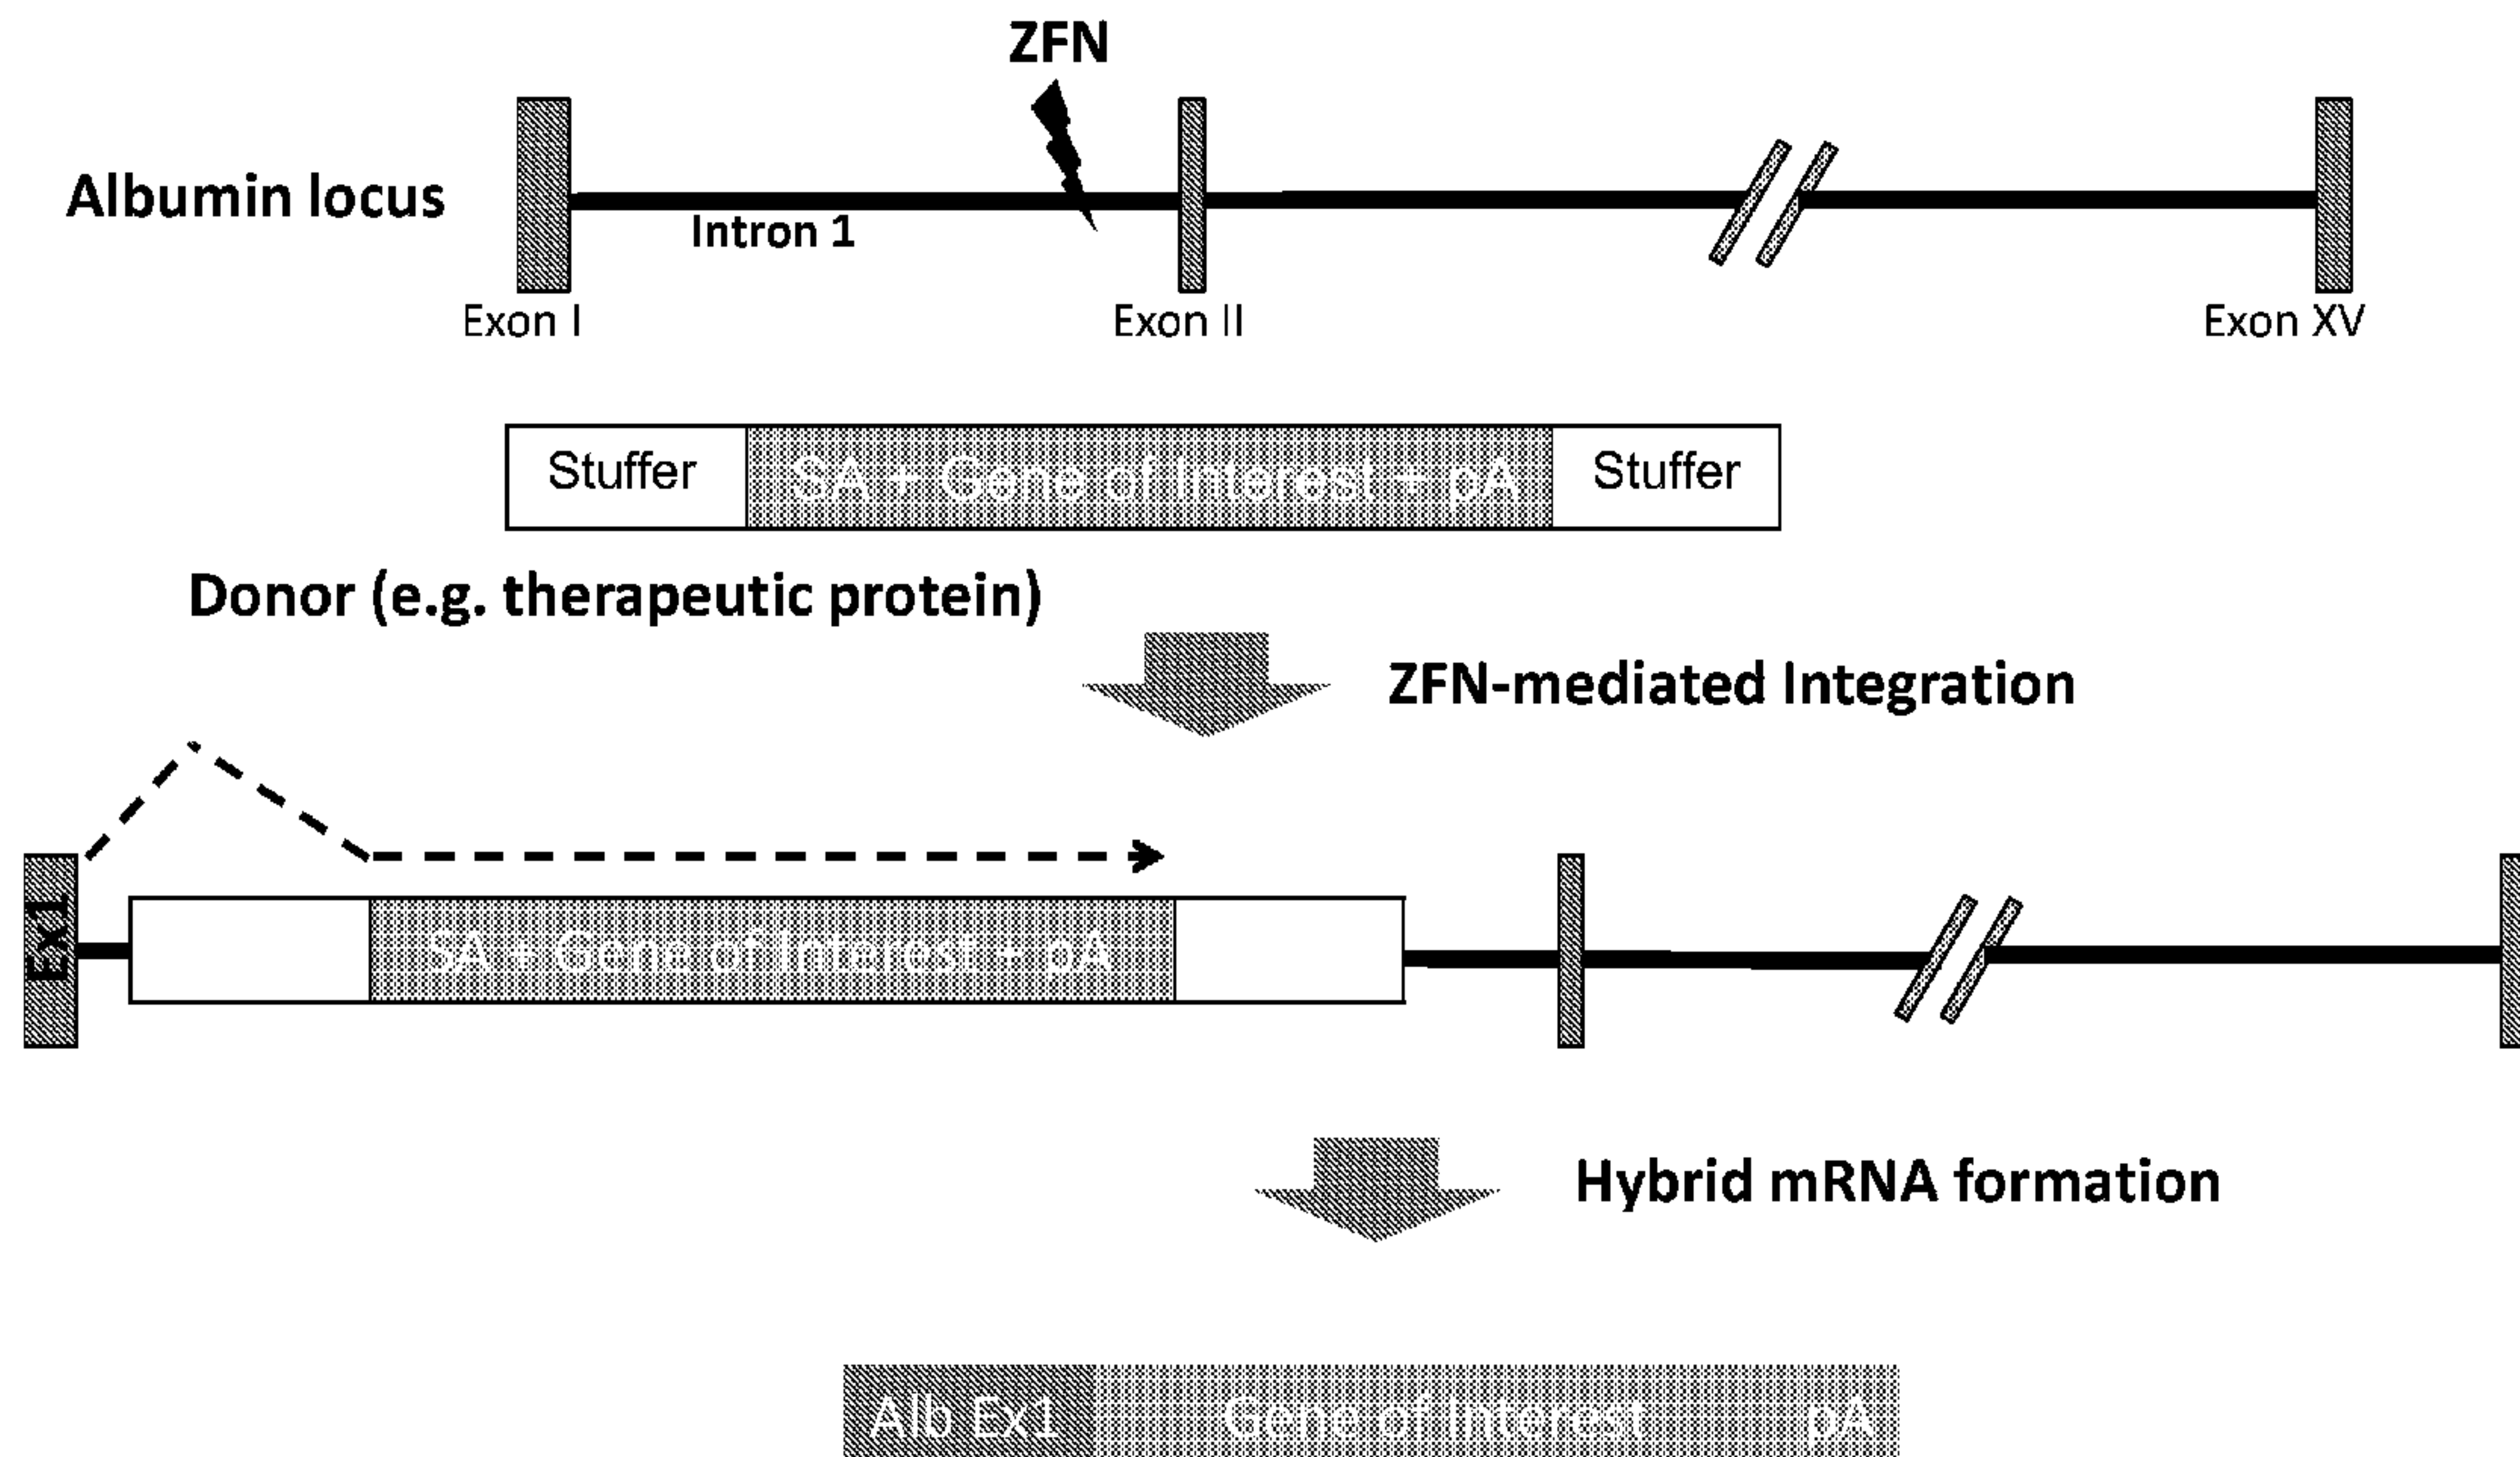 ZFN
Albumin locus
Intron 1
Exon I
Exon II
Exon XV
Stuffer
SA + Gene of Interest + pA
Stuffer
Donor (e.g. therapeutic protein)
ZFN-mediated Integration
Ex1
SA + Gene of Interest + pA
Hybrid mRNA formation
Alb Ex1
Gene of Interest
pA